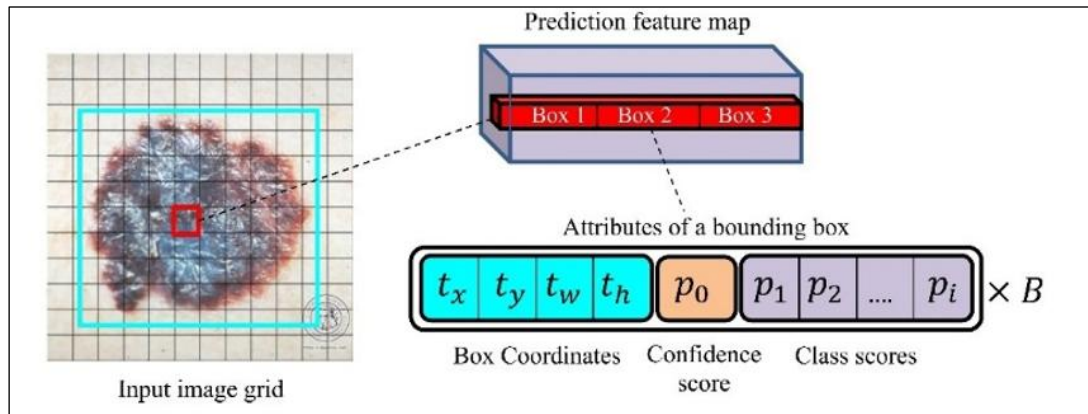 Prediction feature map
Box 1 Box 2 Box 3
Attributes of a bounding box
t_x t_y t_w t_h p_0 p_1 p_2 .... p_i × B
Box Coordinates Confidence score Class scores
Input image grid